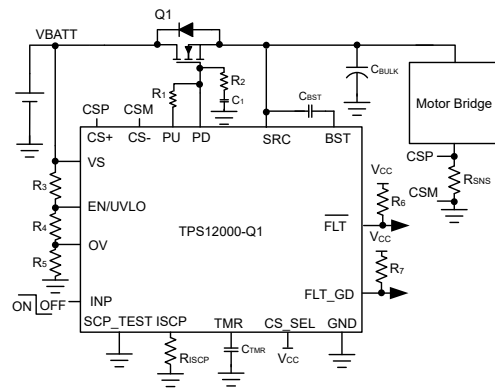 Q1
VBATT
R2
R1
C1
CBULK
CBST
Motor Bridge
CSP
CSM
CS+
CS-
PU
PD
SRC
BST
CSP
RSNS
CSM
VS
R3
EN/UVLO
R4
OV
R5
TPS12000-Q1
VCC
R6
FLT
VCC
R7
FLT_GD
ON
OFF
INP
SCP_TEST
ISCP
TMR
CS_SEL
GND
RISCP
CTMR
VCC